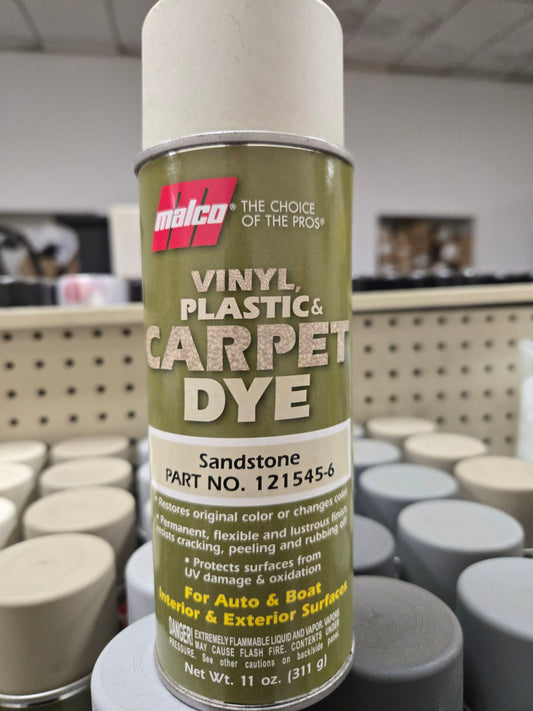 malco®
THE CHOICE
OF THE PROS®
VINYL,
PLASTIC &
CARPET
DYE
Sandstone
PART NO. 121545-6
• Restores original color or changes color
• Permanent, flexible and lustrous finish
resists cracking, peeling and rubbing off
• Protects surfaces from
UV damage & oxidation
For Auto & Boat
Interior & Exterior Surfaces
DANGER! EXTREMELY FLAMMABLE LIQUID AND VAPOR. VAPORS
MAY CAUSE FLASH FIRE. CONTENTS UNDER
PRESSURE. See other cautions on back/side panel.
Net Wt. 11 oz. (311 g)